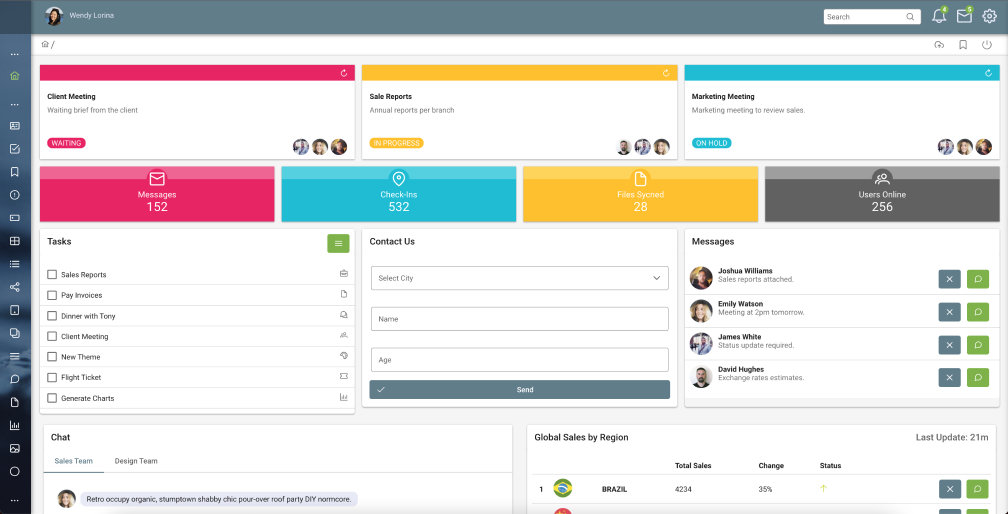 Wendy Lorina
Search
4
5
/
Client Meeting
Waiting brief from the client
WAITING
Sale Reports
Annual reports per branch
IN PROGRESS
Marketing Meeting
Marketing meeting to review sales.
ON HOLD
Messages
152
Check-Ins
532
Files Sycned
28
Users Online
256
Tasks
Sales Reports
Pay Invoices
Dinner with Tony
Client Meeting
New Theme
Flight Ticket
Generate Charts
Contact Us
Select City
Name
Age
Send
Messages
Joshua Williams
Sales reports attached.
Emily Watson
Meeting at 2pm tomorrow.
James White
Status update required.
David Hughes
Exchange rates estimates.
Chat
Sales Team Design Team
Retro occupy organic, stumptown shabby chic pour-over roof party DIY normcore.
Global Sales by Region Last Update: 21m
Total Sales Change Status
1 BRAZIL 4234 35%